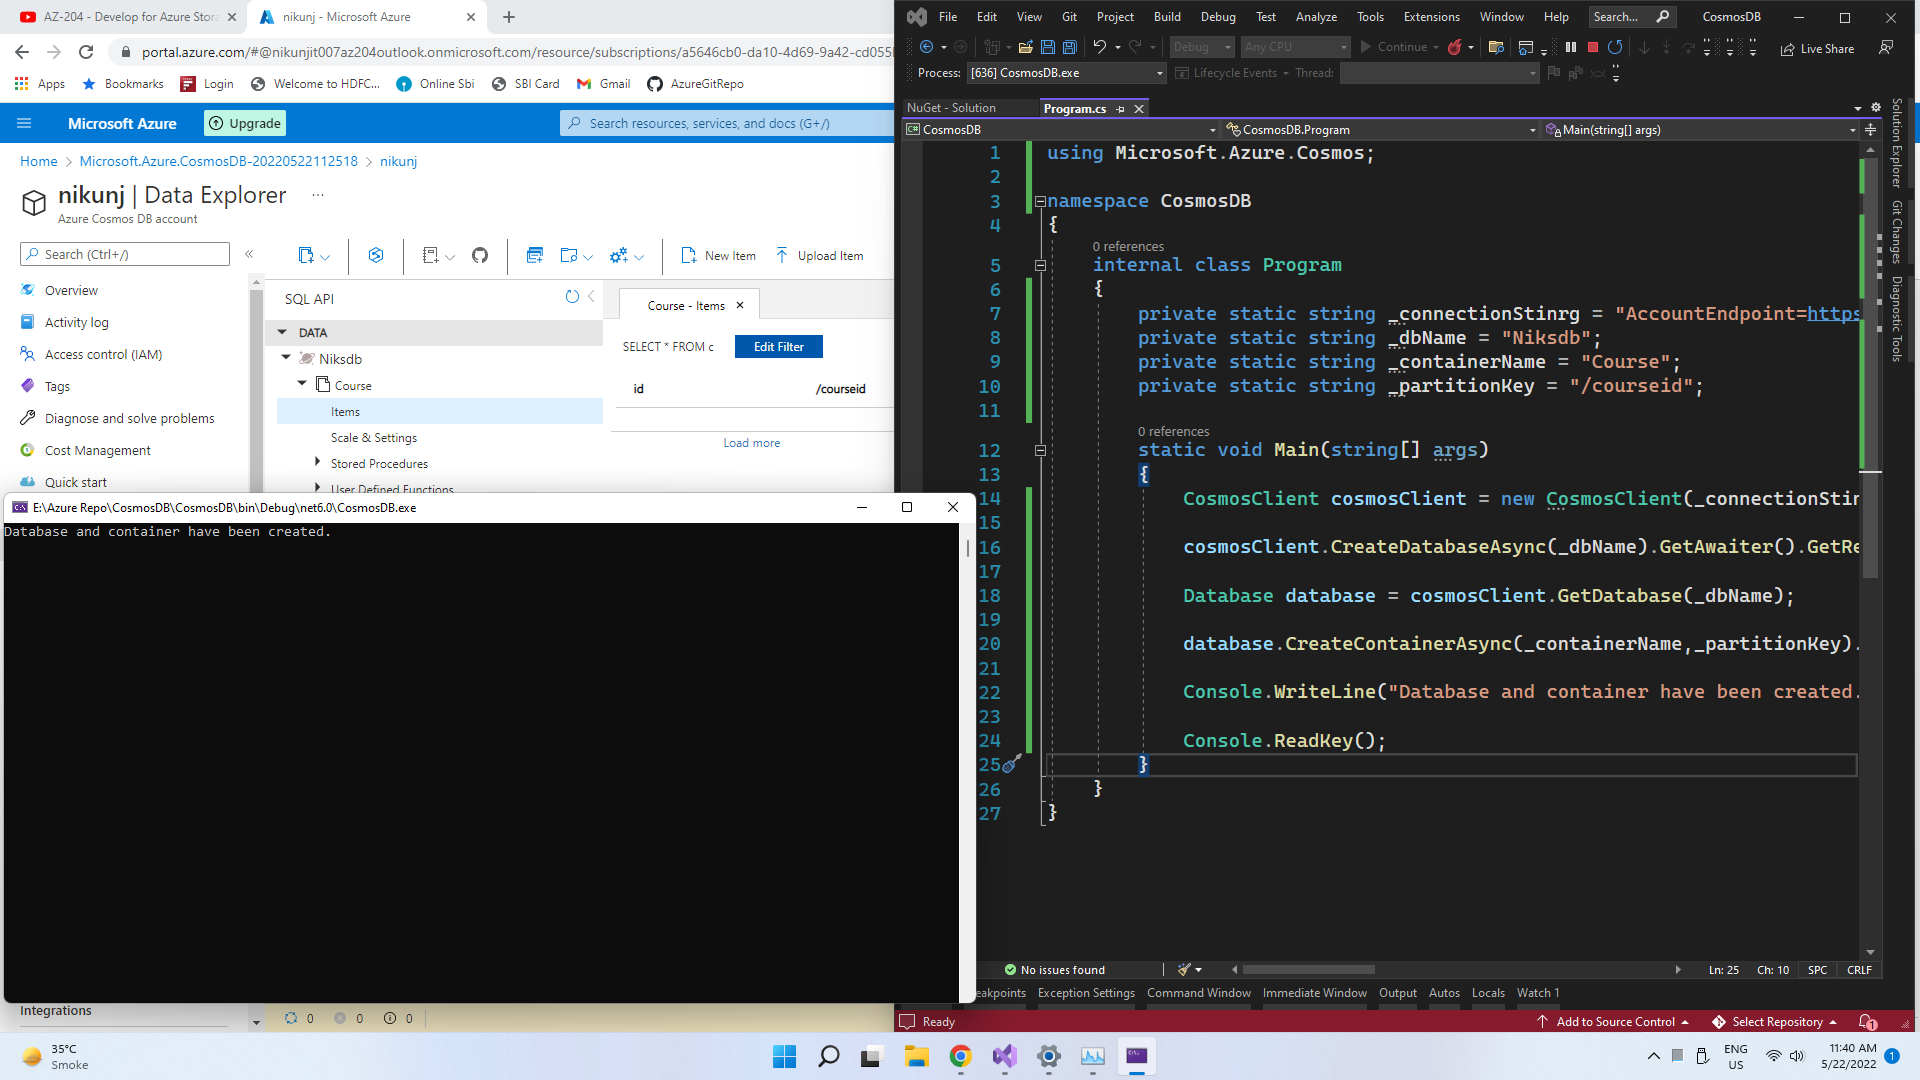 AZ-204 - Develop for Azure Stora
nikunj - Microsoft Azure
portal.azure.com/#@nikunjit007az204outlook.onmicrosoft.com/resource/subscriptions/a5646cb0-da10-4d69-9a42-cd055
Apps
Bookmarks
Login
Welcome to HDFC...
Online Sbi
SBI Card
Gmail
AzureGitRepo
Microsoft Azure
Upgrade
Search resources, services, and docs (G+/)
Home > Microsoft.Azure.CosmosDB-20220522112518 > nikunj
nikunj | Data Explorer ...
Azure Cosmos DB account
Search (Ctrl+/)
«
New Item
Upload Item
Overview
Activity log
Access control (IAM)
Tags
Diagnose and solve problems
Cost Management
Quick start
SQL API
DATA
Niksdb
Course
Items
Scale & Settings
Stored Procedures
User Defined Functions
Course - Items
SELECT * FROM c
Edit Filter
id
/courseid
Load more
E:\Azure Repo\CosmosDB\CosmosDB\bin\Debug\net6.0\CosmosDB.exe
Database and container have been created.
Integrations
0
0
0
File Edit View Git Project Build Debug Test Analyze Tools Extensions Window Help
Search...
CosmosDB
Debug
Any CPU
Continue
Live Share
Process: [636] CosmosDB.exe
Lifecycle Events
Thread:
NuGet - Solution
Program.cs
CosmosDB
CosmosDB.Program
Main(string[] args)
Solution Explorer
Git Changes
Diagnostic Tools
1 using Microsoft.Azure.Cosmos;
2
3 namespace CosmosDB
4 {
0 references
5 internal class Program
6 {
7 private static string _connectionStinrg = "AccountEndpoint=https
8 private static string _dbName = "Niksdb";
9 private static string _containerName = "Course";
10 private static string _partitionKey = "/courseid";
11
0 references
12 static void Main(string[] args)
13 {
14 CosmosClient cosmosClient = new CosmosClient(_connectionStin
15
16 cosmosClient.CreateDatabaseAsync(_dbName).GetAwaiter().GetRe
17
18 Database database = cosmosClient.GetDatabase(_dbName);
19
20 database.CreateContainerAsync(_containerName,_partitionKey).
21
22 Console.WriteLine("Database and container have been created.
23
24 Console.ReadKey();
25 }
26 }
27 }
No issues found
Ln: 25 Ch: 10 SPC CRLF
eakpoints Exception Settings Command Window Immediate Window Output Autos Locals Watch 1
Ready
Add to Source Control
Select Repository
1
35°C
Smoke
ENG
US
11:40 AM
5/22/2022
1